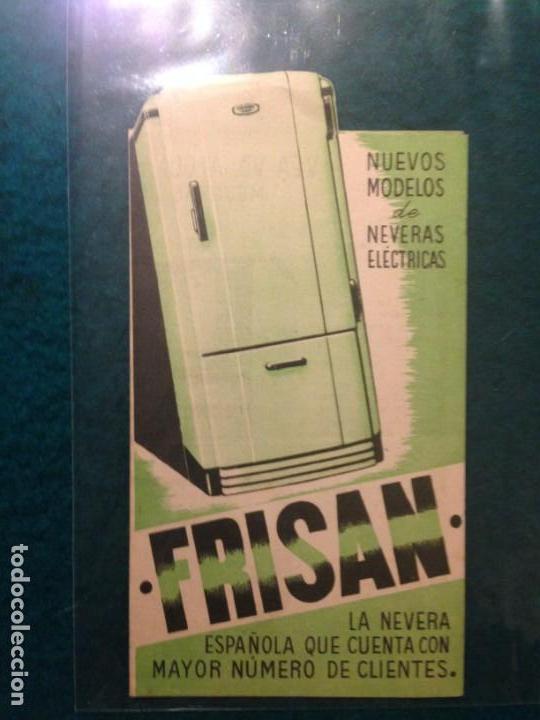 NUEVOS
MODELOS
de
NEVERAS
ELÉCTRICAS
·FRISAN·
LA NEVERA
ESPAÑOLA QUE CUENTA CON
MAYOR NÚMERO DE CLIENTES.
todocoleccion